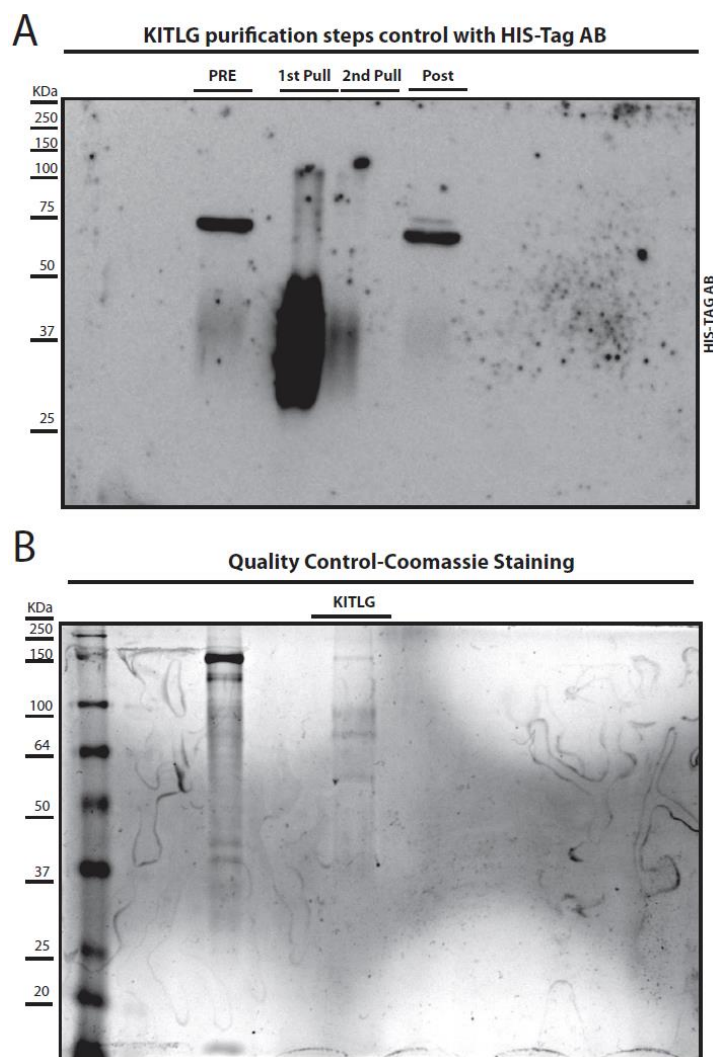 A
KITLG purification steps control with HIS-Tag AB
PRE 1st Pull 2nd Pull Post
KDa
250
150
100
75
50
37
25
HIS-TAG AB
B
Quality Control-Coomassie Staining
KITLG
KDa
250
150
100
64
50
37
25
20